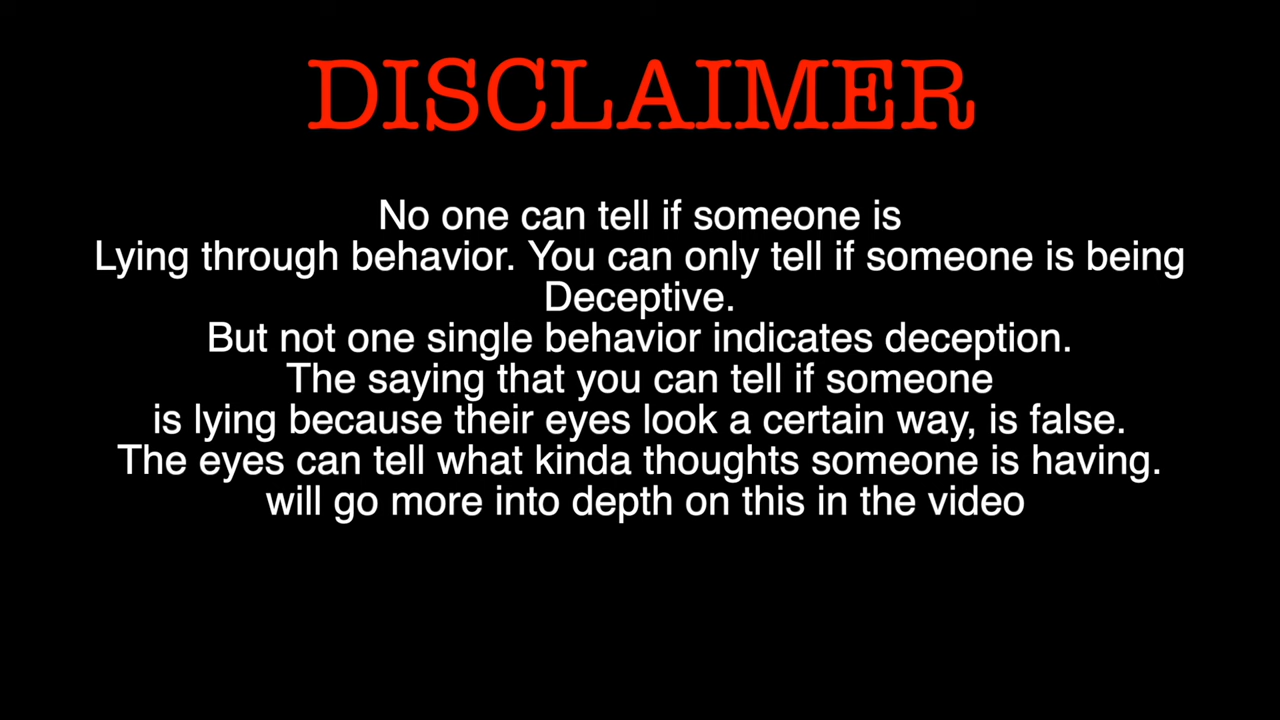 DISCLAIMER
No one can tell if someone is
Lying through behavior. You can only tell if someone is being
Deceptive.
But not one single behavior indicates deception.
The saying that you can tell if someone
is lying because their eyes look a certain way, is false.
The eyes can tell what kinda thoughts someone is having.
will go more into depth on this in the video